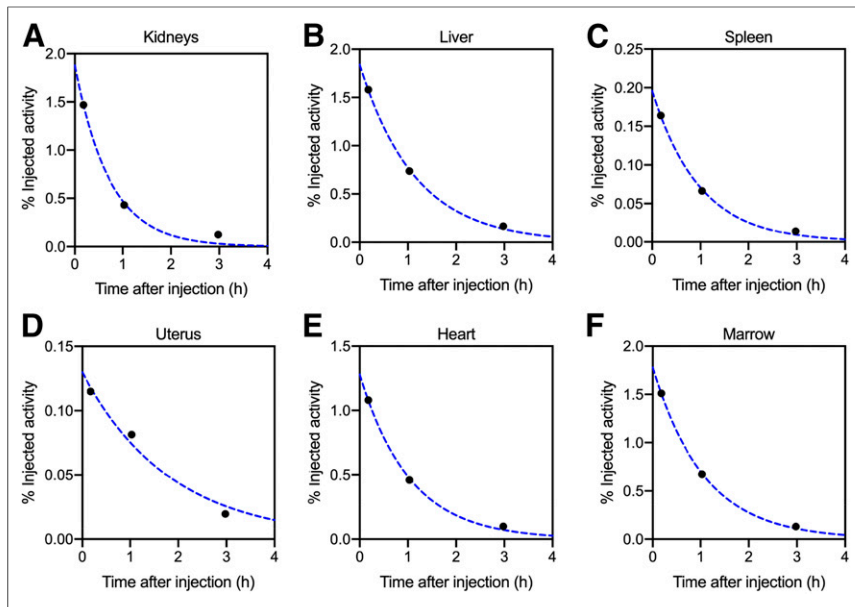 A Kidneys
% Injected activity
2.0
1.5
1.0
0.5
0.0
0 1 2 3 4
Time after injection (h)
B Liver
% Injected activity
2.0
1.5
1.0
0.5
0.0
0 1 2 3 4
Time after injection (h)
C Spleen
% Injected activity
0.25
0.20
0.15
0.10
0.05
0.00
0 1 2 3 4
Time after injection (h)
D Uterus
% Injected activity
0.15
0.10
0.05
0.00
0 1 2 3 4
Time after injection (h)
E Heart
% Injected activity
1.5
1.0
0.5
0.0
0 1 2 3 4
Time after injection (h)
F Marrow
% Injected activity
2.0
1.5
1.0
0.5
0.0
0 1 2 3 4
Time after injection (h)